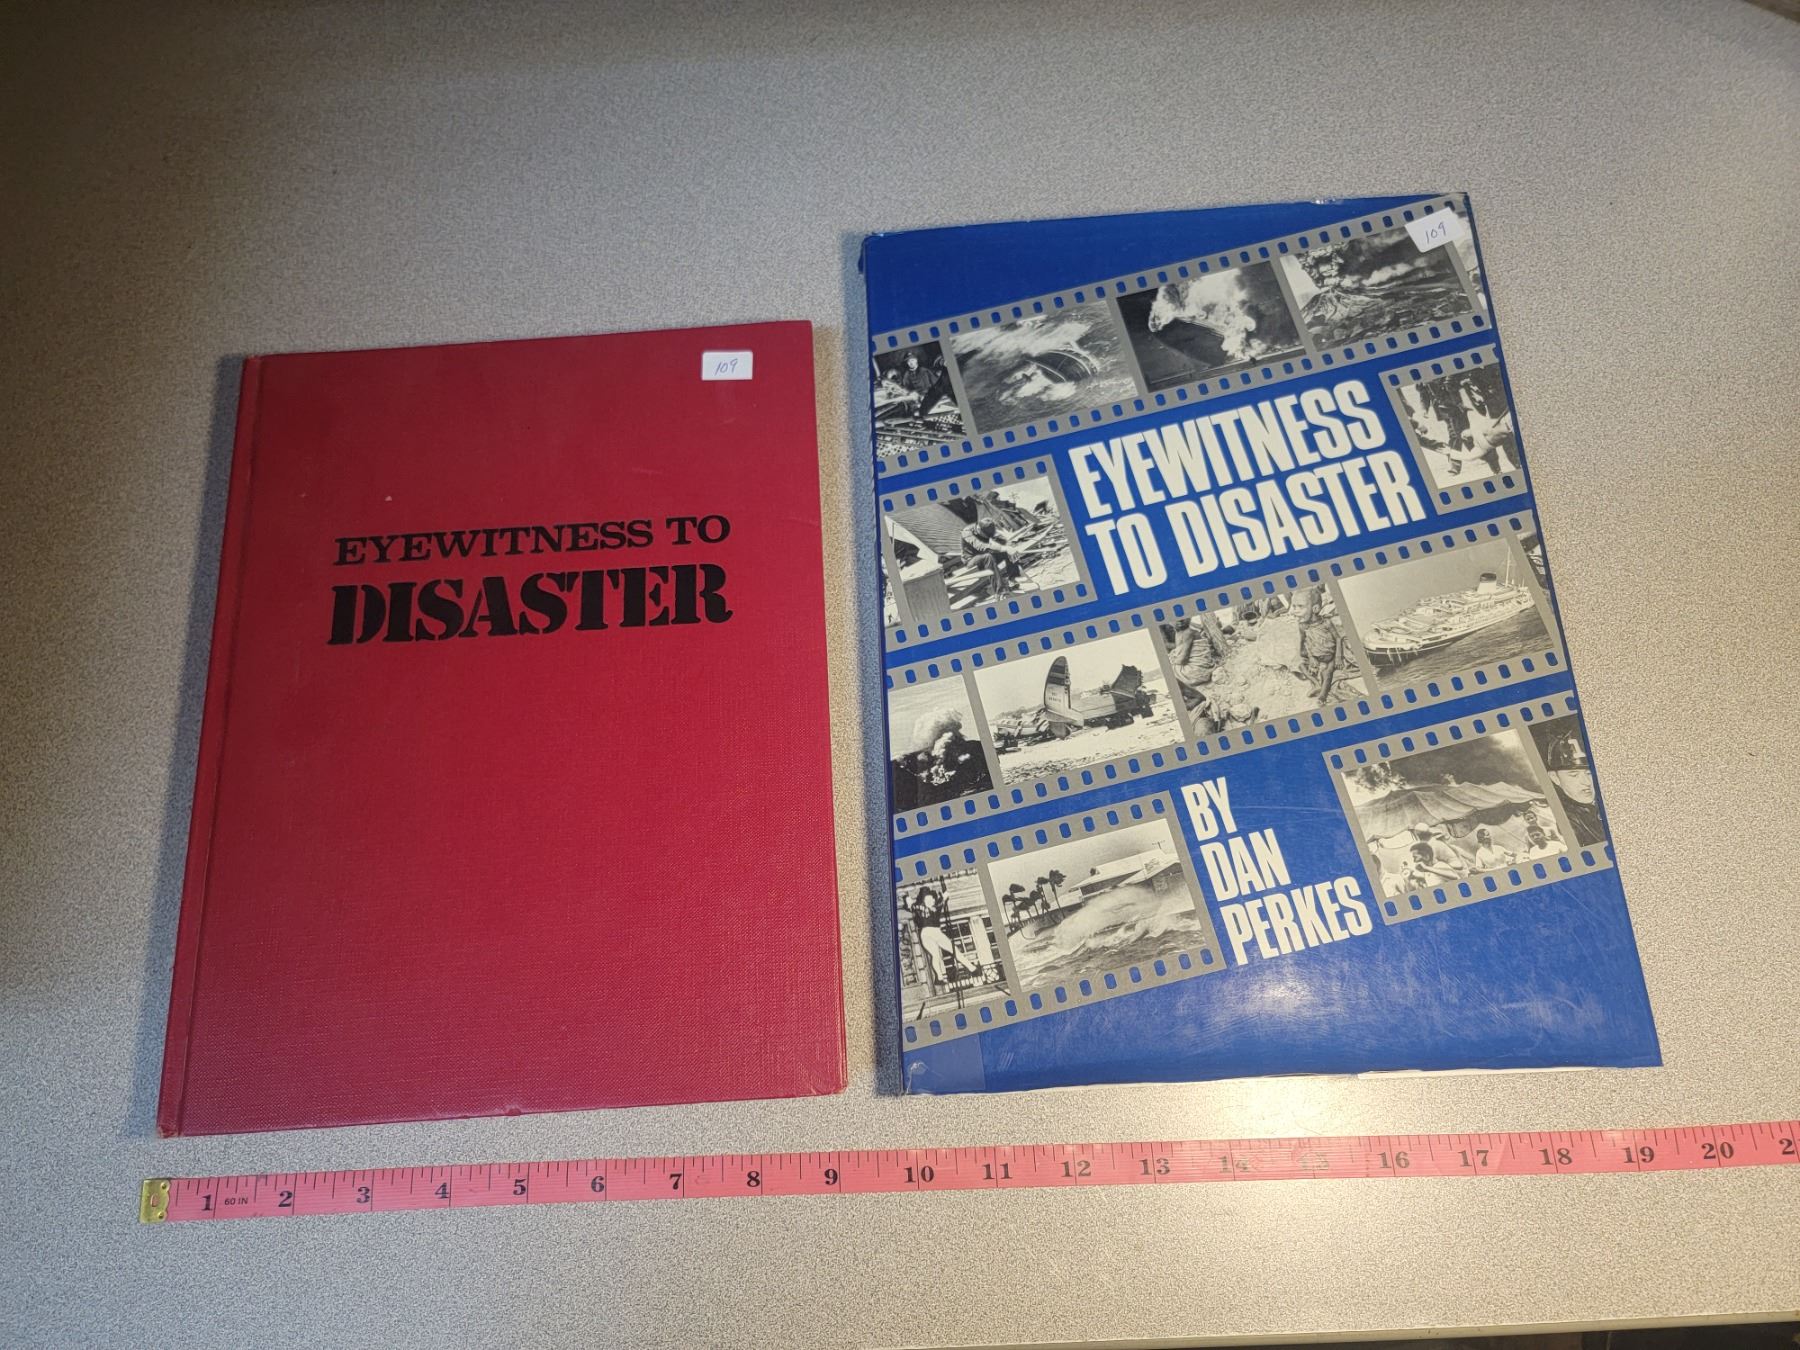 109
EYEWITNESS TO
DISASTER
109
EYEWITNESS
TO DISASTER
BY
DAN
PERKES
1 60 IN 2 3 4 5 6 7 8 9 10 11 12 13 14 15 16 17 18 19 20